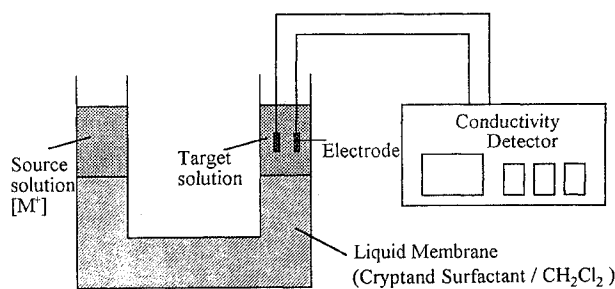 Source
solution
[M⁺]
Target
solution
Electrode
Conductivity
Detector
Liquid Membrane
(Cryptand Surfactant / CH₂Cl₂ )